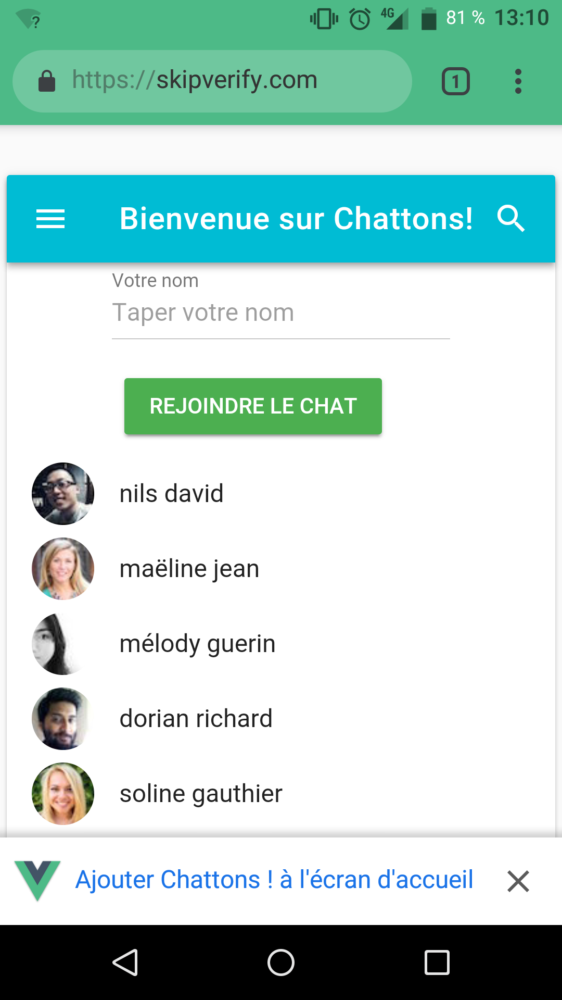 ?
4G
81 % 13:10
https://skipverify.com
1
Bienvenue sur Chattons!
Votre nom
Taper votre nom
REJOINDRE LE CHAT
nils david
maëline jean
mélody guerin
dorian richard
soline gauthier
Ajouter Chattons ! à l'écran d'accueil